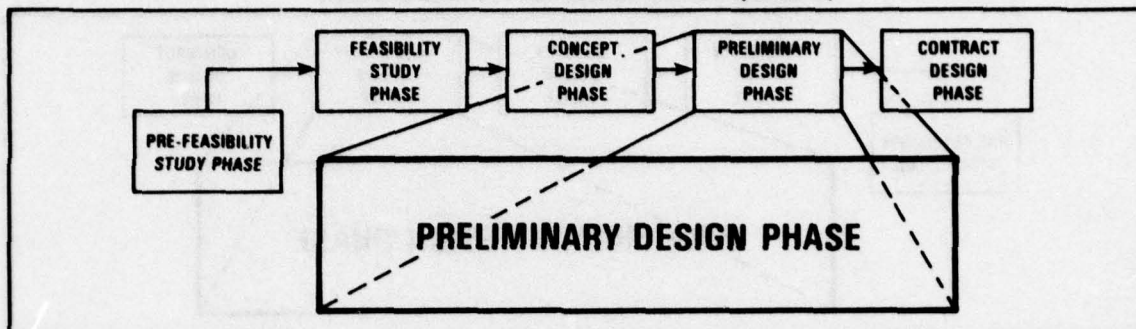 FEASIBILITY
STUDY
PHASE
CONCEPT
DESIGN
PHASE
PRELIMINARY
DESIGN
PHASE
CONTRACT
DESIGN
PHASE
PRE-FEASIBILITY
STUDY PHASE
PRELIMINARY DESIGN PHASE